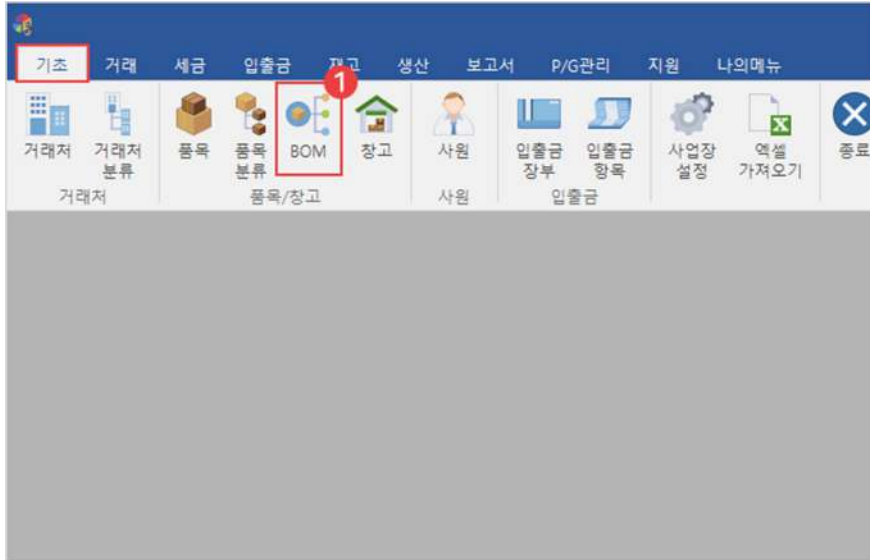 기초 거래 세금 입출금 재고 생산 보고서 P/G관리 지원 나의메뉴
1
거래처 거래처 품목 품목 BOM 창고 사원 입출금 입출금 사업장 엑셀 종료
분류 분류 장부 항목 설정 가져오기
거래처 품목/창고 사원 입출금